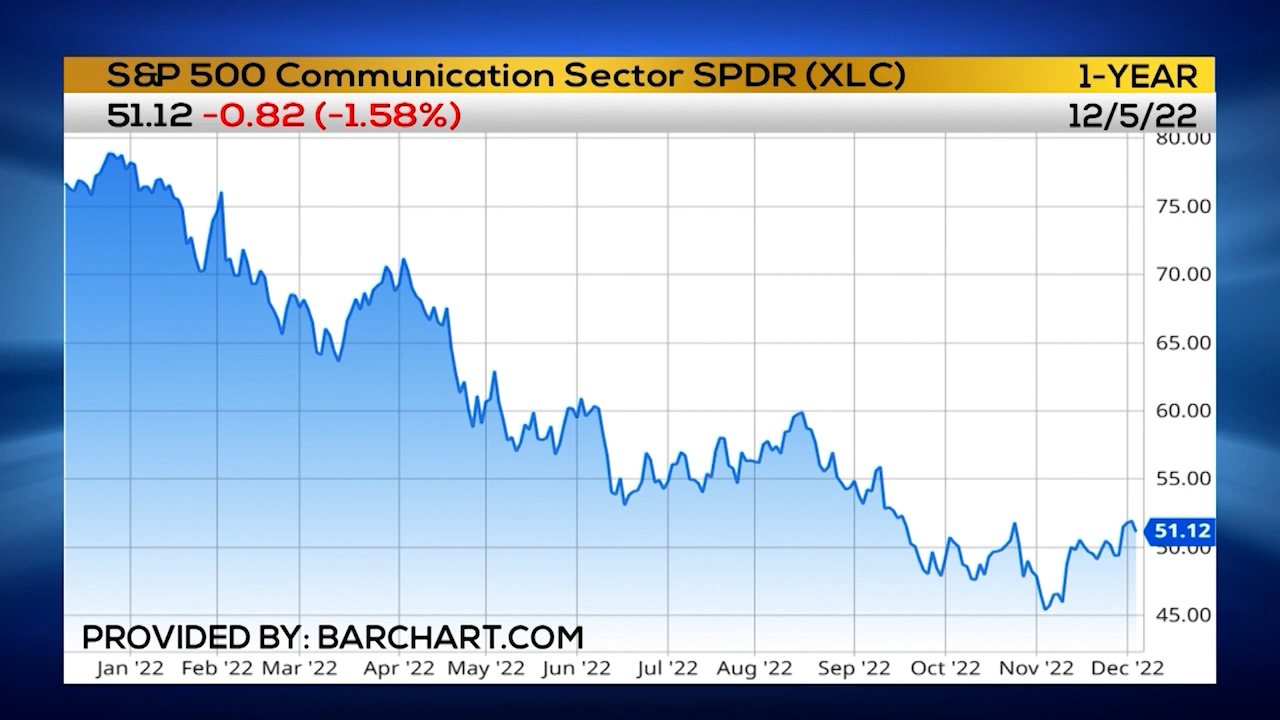 S&P 500 Communication Sector SPDR (XLC) 1-YEAR
51.12 -0.82 (-1.58%) 12/5/22
80.00
75.00
70.00
65.00
60.00
55.00
51.12
50.00
45.00
PROVIDED BY: BARCHART.COM
Jan '22 Feb '22 Mar '22 Apr '22 May '22 Jun '22 Jul '22 Aug '22 Sep '22 Oct '22 Nov '22 Dec '22